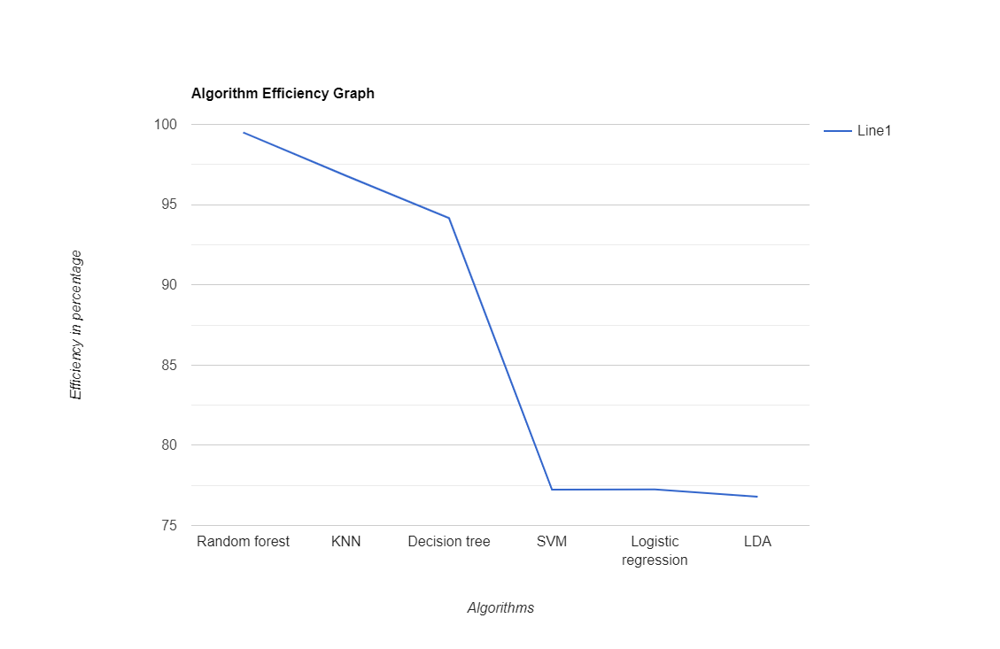 Algorithm Efficiency Graph
100
95
90
85
80
75
Line1
Efficiency in percentage
Random forest
KNN
Decision tree
SVM
Logistic
regression
LDA
Algorithms